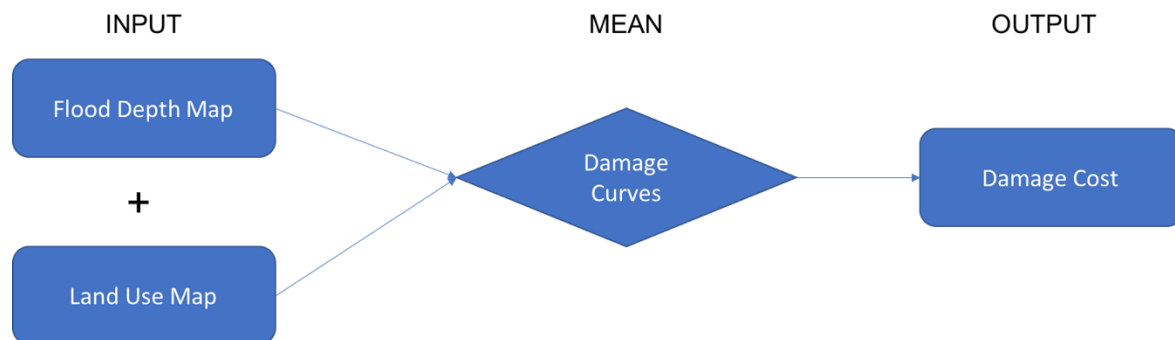 INPUT
MEAN
OUTPUT
Flood Depth Map
+
Land Use Map
Damage
Curves
Damage Cost